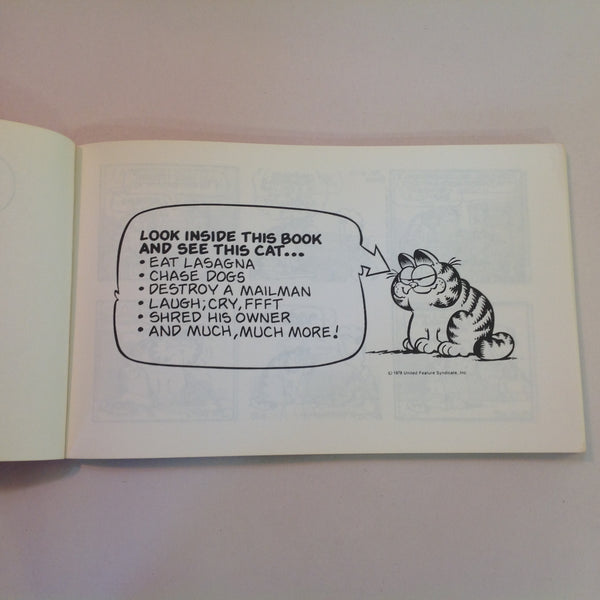 LOOK INSIDE THIS BOOK
AND SEE THIS CAT...
• EAT LASAGNA
• CHASE DOGS
• DESTROY A MAILMAN
• LAUGH, CRY, FFFT
• SHRED HIS OWNER
• AND MUCH, MUCH MORE!
© 1978 United Feature Syndicate, Inc.